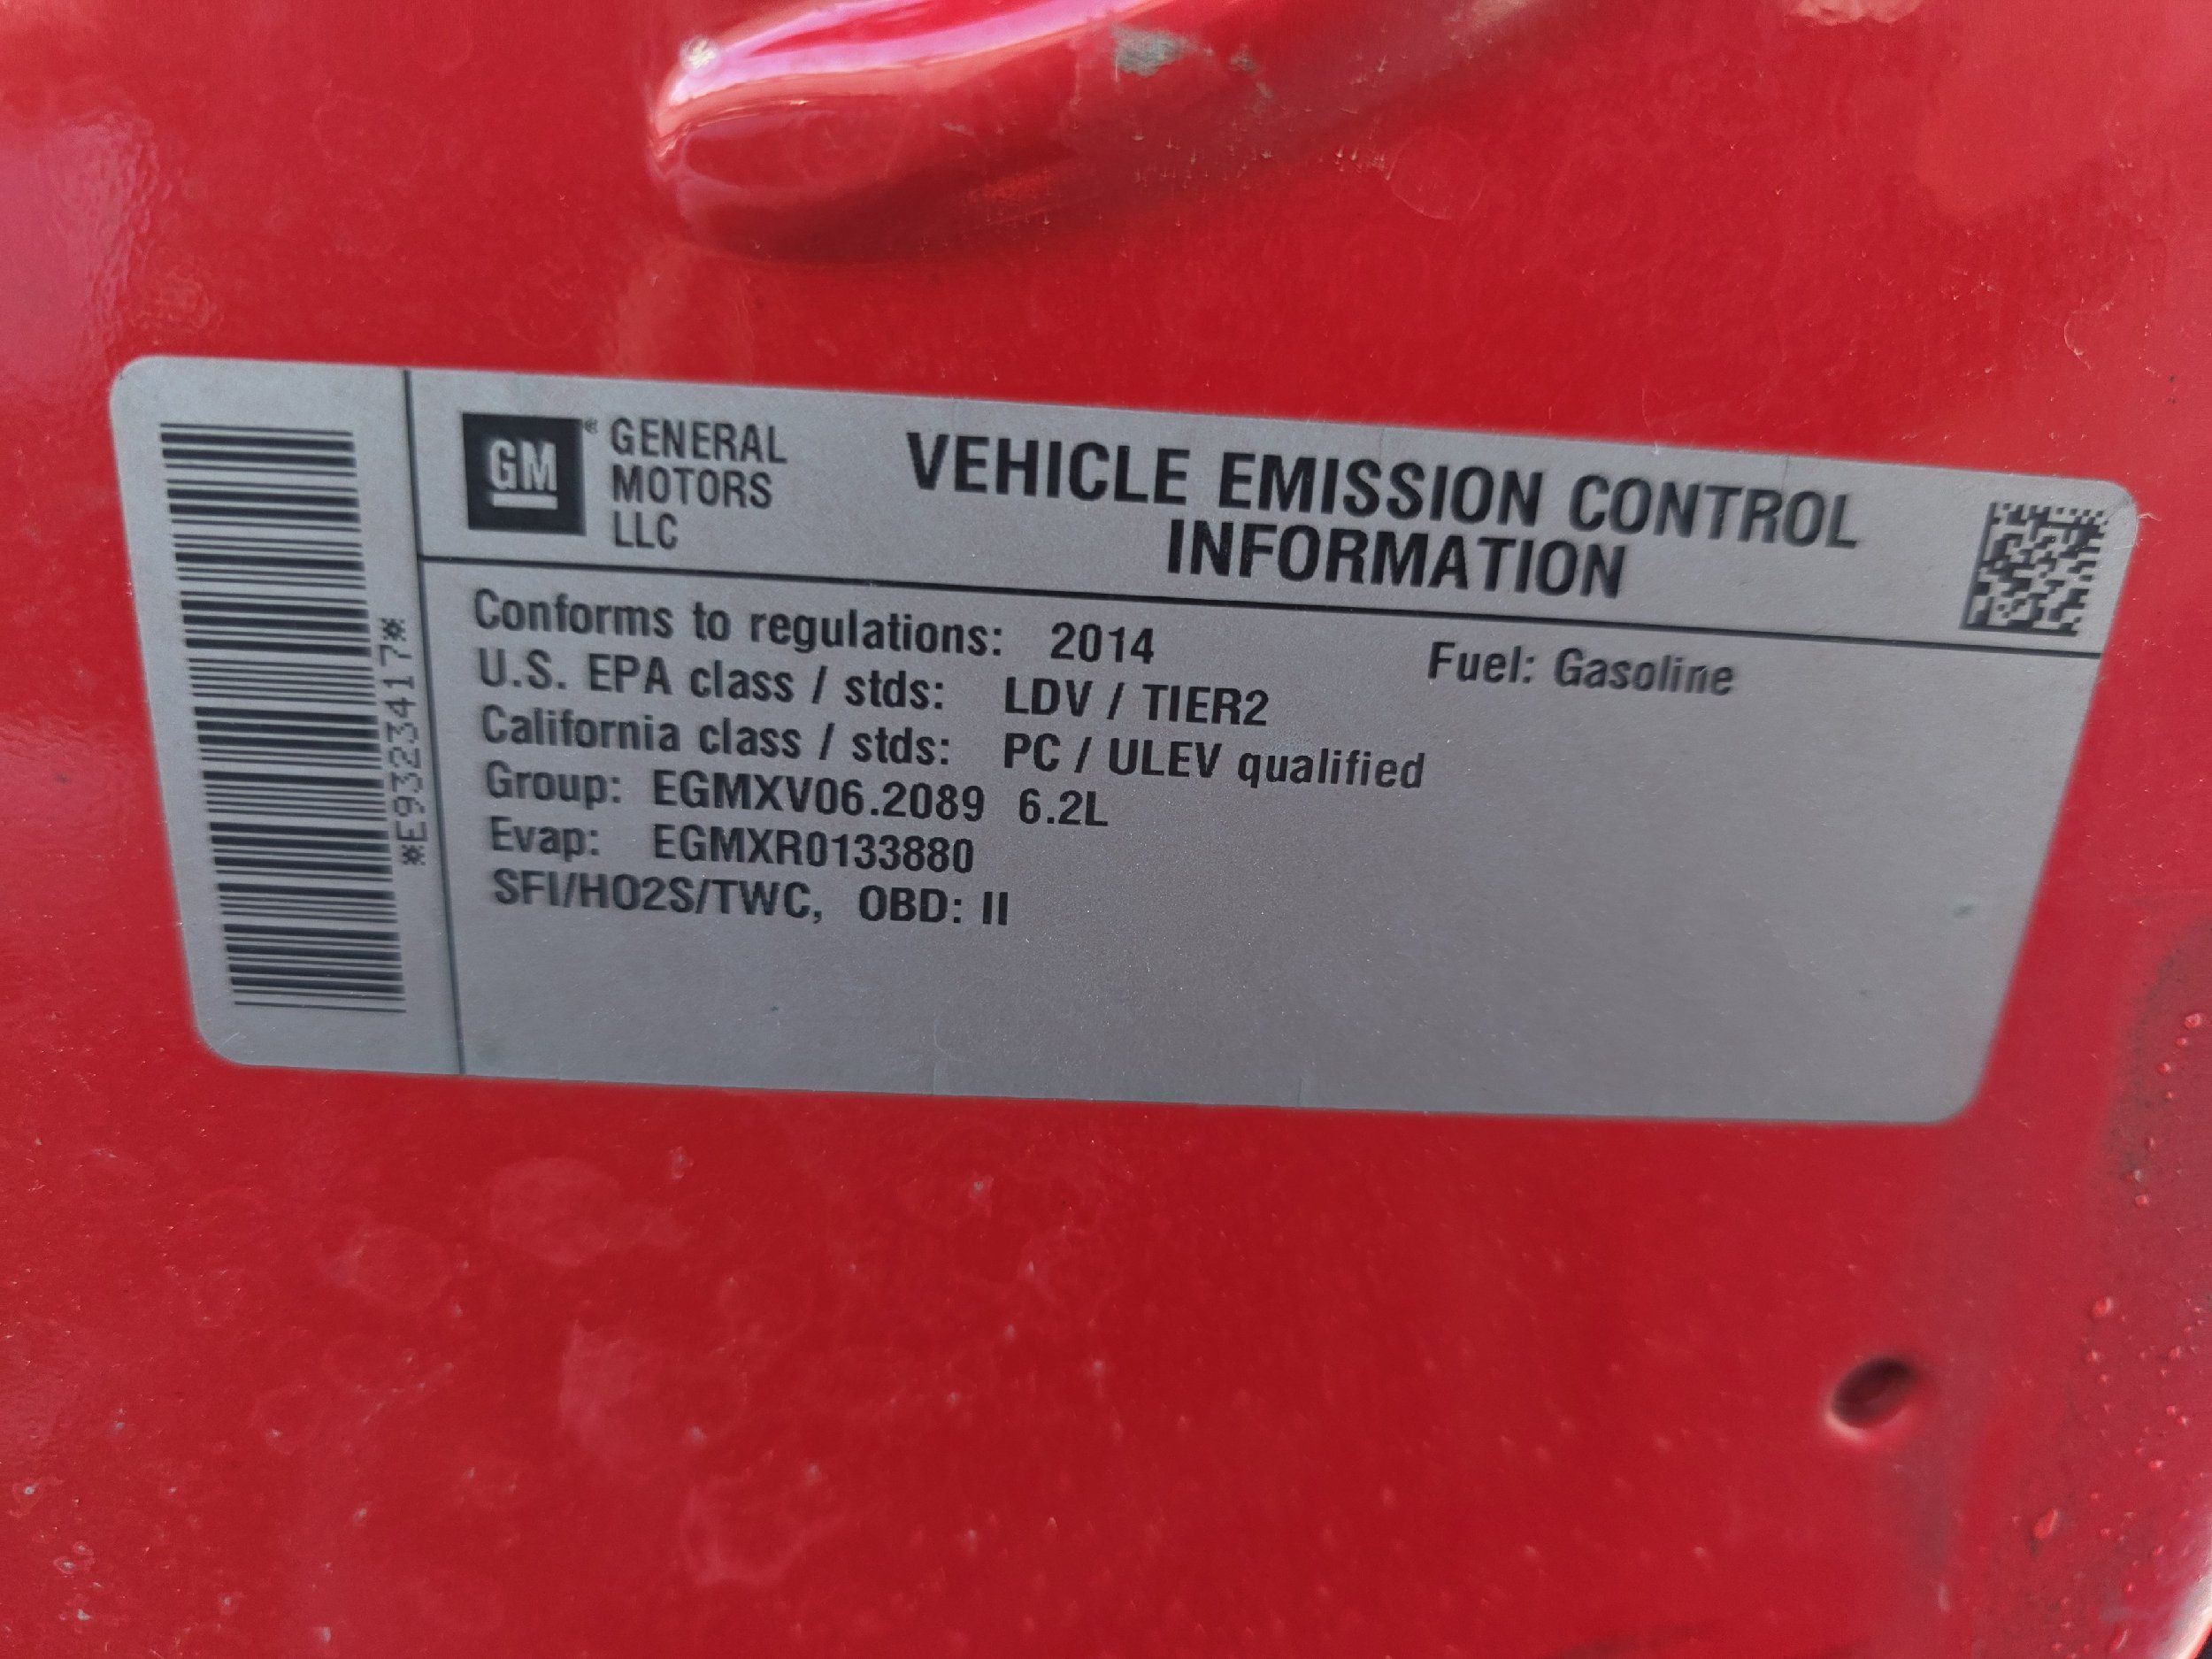 *E9323417*
GM® GENERAL
MOTORS
LLC
VEHICLE EMISSION CONTROL
INFORMATION
Conforms to regulations: 2014 Fuel: Gasoline
U.S. EPA class / stds: LDV / TIER2
California class / stds: PC / ULEV qualified
Group: EGMXV06.2089 6.2L
Evap: EGMXR0133880
SFI/HO2S/TWC, OBD: II